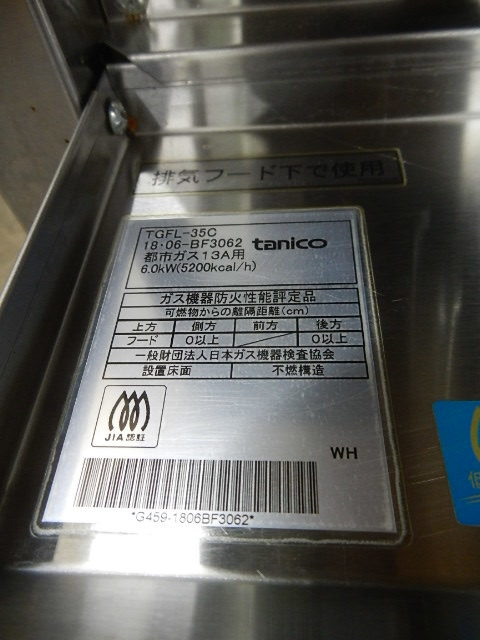 排気フード下で使用
TGFL-35C
18・06-BF3062 tanico
都市ガス13A用
6.0kW(5200kcal/h)
ガス機器防火性能評定品
可燃物からの離隔距離(cm)
上方 側方 前方 後方
フード 0以上 0以上
一般財団法人日本ガス機器検査協会
設置床面 不燃構造
JIA認証
WH
*G459-1806BF3062*